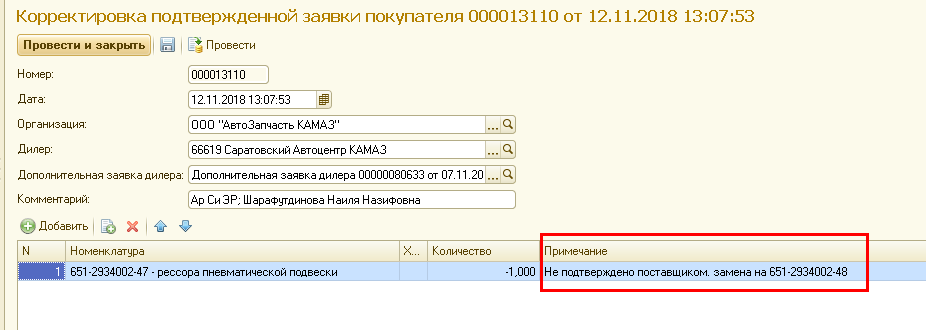 Корректировка подтвержденной заявки покупателя 000013110 от 12.11.2018 13:07:53
Провести и закрыть Провести
Номер: 000013110
Дата: 12.11.2018 13:07:53
Организация: ООО "АвтоЗапчасть КАМАЗ" ...
Дилер: 66619 Саратовский Автоцентр КАМАЗ ...
Дополнительная заявка дилера: Дополнительная заявка дилера 00000080633 от 07.11.20 ...
Комментарий: Ар Си ЭР; Шарафутдинова Наиля Назифовна
Добавить
N Номенклатура Х... Количество Примечание
1 651-2934002-47 - рессора пневматической подвески -1,000 Не подтверждено поставщиком. замена на 651-2934002-48